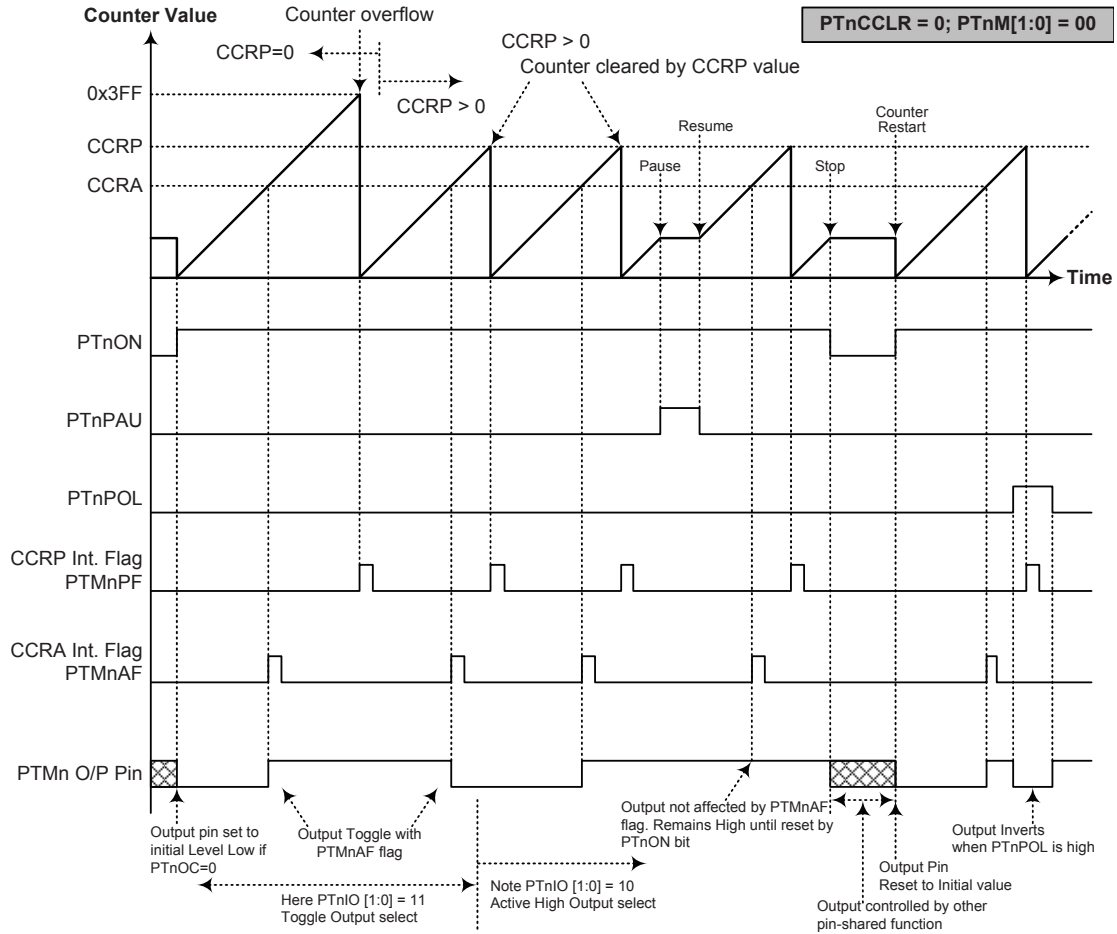 Counter Value
Counter overflow
PTnCCLR = 0; PTnM[1:0] = 00
CCRP=0
CCRP > 0
CCRP > 0
Counter cleared by CCRP value
0x3FF
CCRP
CCRA
Pause
Resume
Stop
Counter
Restart
Time
PTnON
PTnPAU
PTnPOL
CCRP Int. Flag
PTMnPF
CCRA Int. Flag
PTMnAF
PTMn O/P Pin
Output pin set to
initial Level Low if
PTnOC=0
Output Toggle with
PTMnAF flag
Here PTnIO [1:0] = 11
Toggle Output select
Note PTnIO [1:0] = 10
Active High Output select
Output not affected by PTMnAF
flag. Remains High until reset by
PTnON bit
Output controlled by other
pin-shared function
Output Pin
Reset to Initial value
Output Inverts
when PTnPOL is high